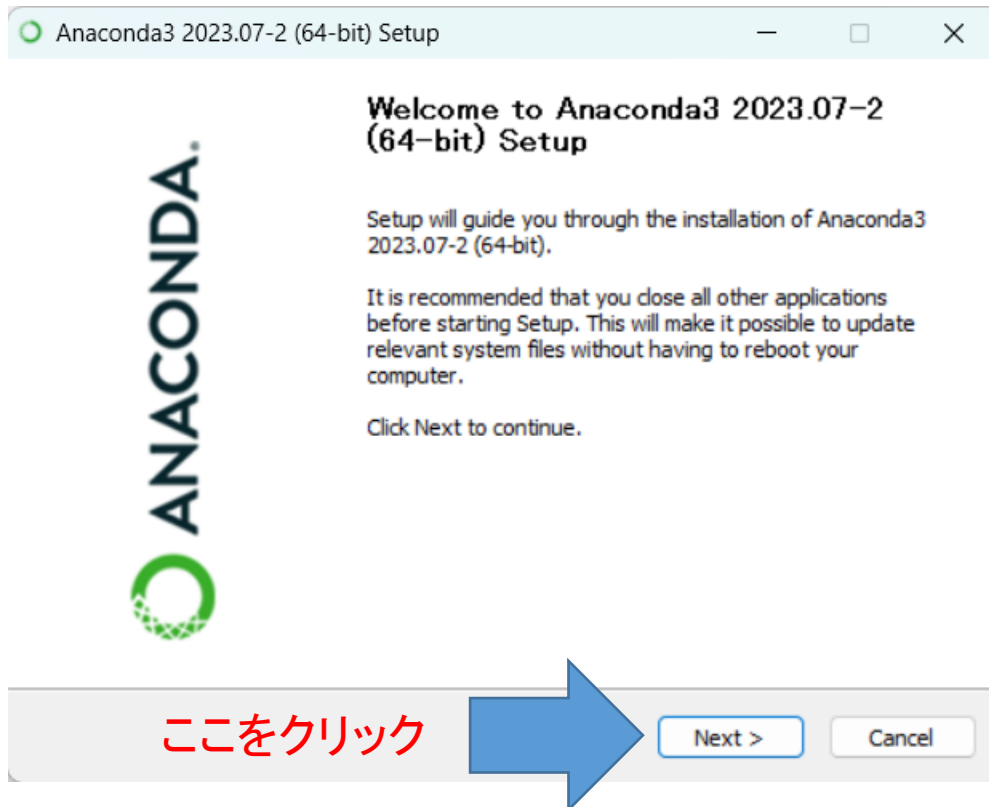 Anaconda3 2023.07-2 (64-bit) Setup
Welcome to Anaconda3 2023.07-2
(64-bit) Setup
ANACONDA.
Setup will guide you through the installation of Anaconda3
2023.07-2 (64-bit).
It is recommended that you close all other applications
before starting Setup. This will make it possible to update
relevant system files without having to reboot your
computer.
Click Next to continue.
ここをクリック
Next >
Cancel